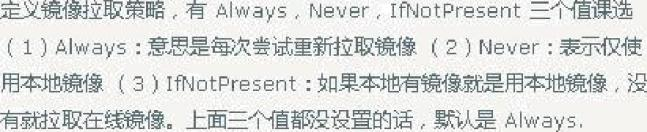 定义镜像拉取策略，有 Always，Never，IfNotPresent 三个值课选
（1）Always：意思是每次尝试重新拉取镜像 （2）Never：表示仅使
用本地镜像 （3）IfNotPresent：如果本地有镜像就是用本地镜像，没
有就拉取在线镜像。上面三个值都没设置的话，默认是 Always.